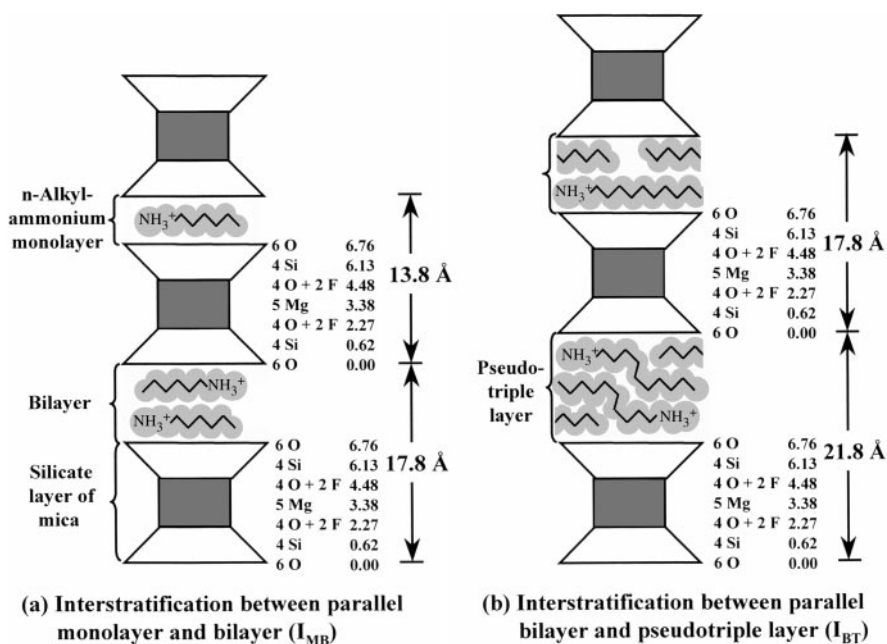 n-Alkyl-
ammonium
monolayer
NH₃⁺
6 O 6.76
4 Si 6.13
4 O + 2 F 4.48
5 Mg 3.38
4 O + 2 F 2.27
4 Si 0.62
6 O 0.00
13.8 Å
Bilayer
NH₃⁺
NH₃⁺
17.8 Å
Silicate
layer of
mica
6 O 6.76
4 Si 6.13
4 O + 2 F 4.48
5 Mg 3.38
4 O + 2 F 2.27
4 Si 0.62
6 O 0.00
(a) Interstratification between parallel
monolayer and bilayer (I_MB)
NH₃⁺
6 O 6.76
4 Si 6.13
4 O + 2 F 4.48
5 Mg 3.38
4 O + 2 F 2.27
4 Si 0.62
6 O 0.00
17.8 Å
Pseudo-
triple
layer
NH₃⁺
NH₃⁺
21.8 Å
6 O 6.76
4 Si 6.13
4 O + 2 F 4.48
5 Mg 3.38
4 O + 2 F 2.27
4 Si 0.62
6 O 0.00
(b) Interstratification between parallel
bilayer and pseudotriple layer (I_BT)